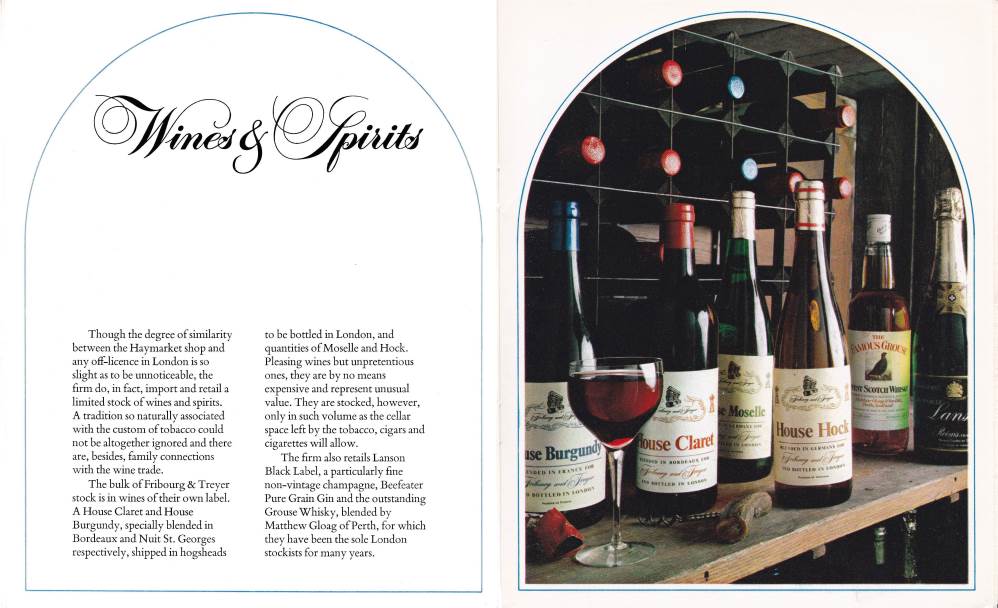 Wines & Spirits
Though the degree of similarity
between the Haymarket shop and
any off-licence in London is so
slight as to be unnoticeable, the
firm do, in fact, import and retail a
limited stock of wines and spirits.
A tradition so naturally associated
with the custom of tobacco could
not be altogether ignored and there
are, besides, family connections
with the wine trade.
The bulk of Fribourg & Treyer
stock is in wines of their own label.
A House Claret and House
Burgundy, specially blended in
Bordeaux and Nuit St. Georges
respectively, shipped in hogsheads
to be bottled in London, and
quantities of Moselle and Hock.
Pleasing wines but unpretentious
ones, they are by no means
expensive and represent unusual
value. They are stocked, however,
only in such volume as the cellar
space left by the tobacco, cigars and
cigarettes will allow.
The firm also retails Lanson
Black Label, a particularly fine
non-vintage champagne, Beefeater
Pure Grain Gin and the outstanding
Grouse Whisky, blended by
Matthew Gloag of Perth, for which
they have been the sole London
stockists for many years.
use Burgundy
ENDED IN FRANCE FOR
Fribourg and Treyer
ND BOTTLED IN LONDON
House Claret
BLENDED IN BORDEAUX FOR
Fribourg and Treyer
AND BOTTLED IN LONDON
se Moselle
IN GERMANY FOR
House Hock
IN GERMANY FOR
Fribourg and Treyer
AND BOTTLED IN LONDON
THE
FAMOUS GROUSE
SCOTCH WHISKY
Lans